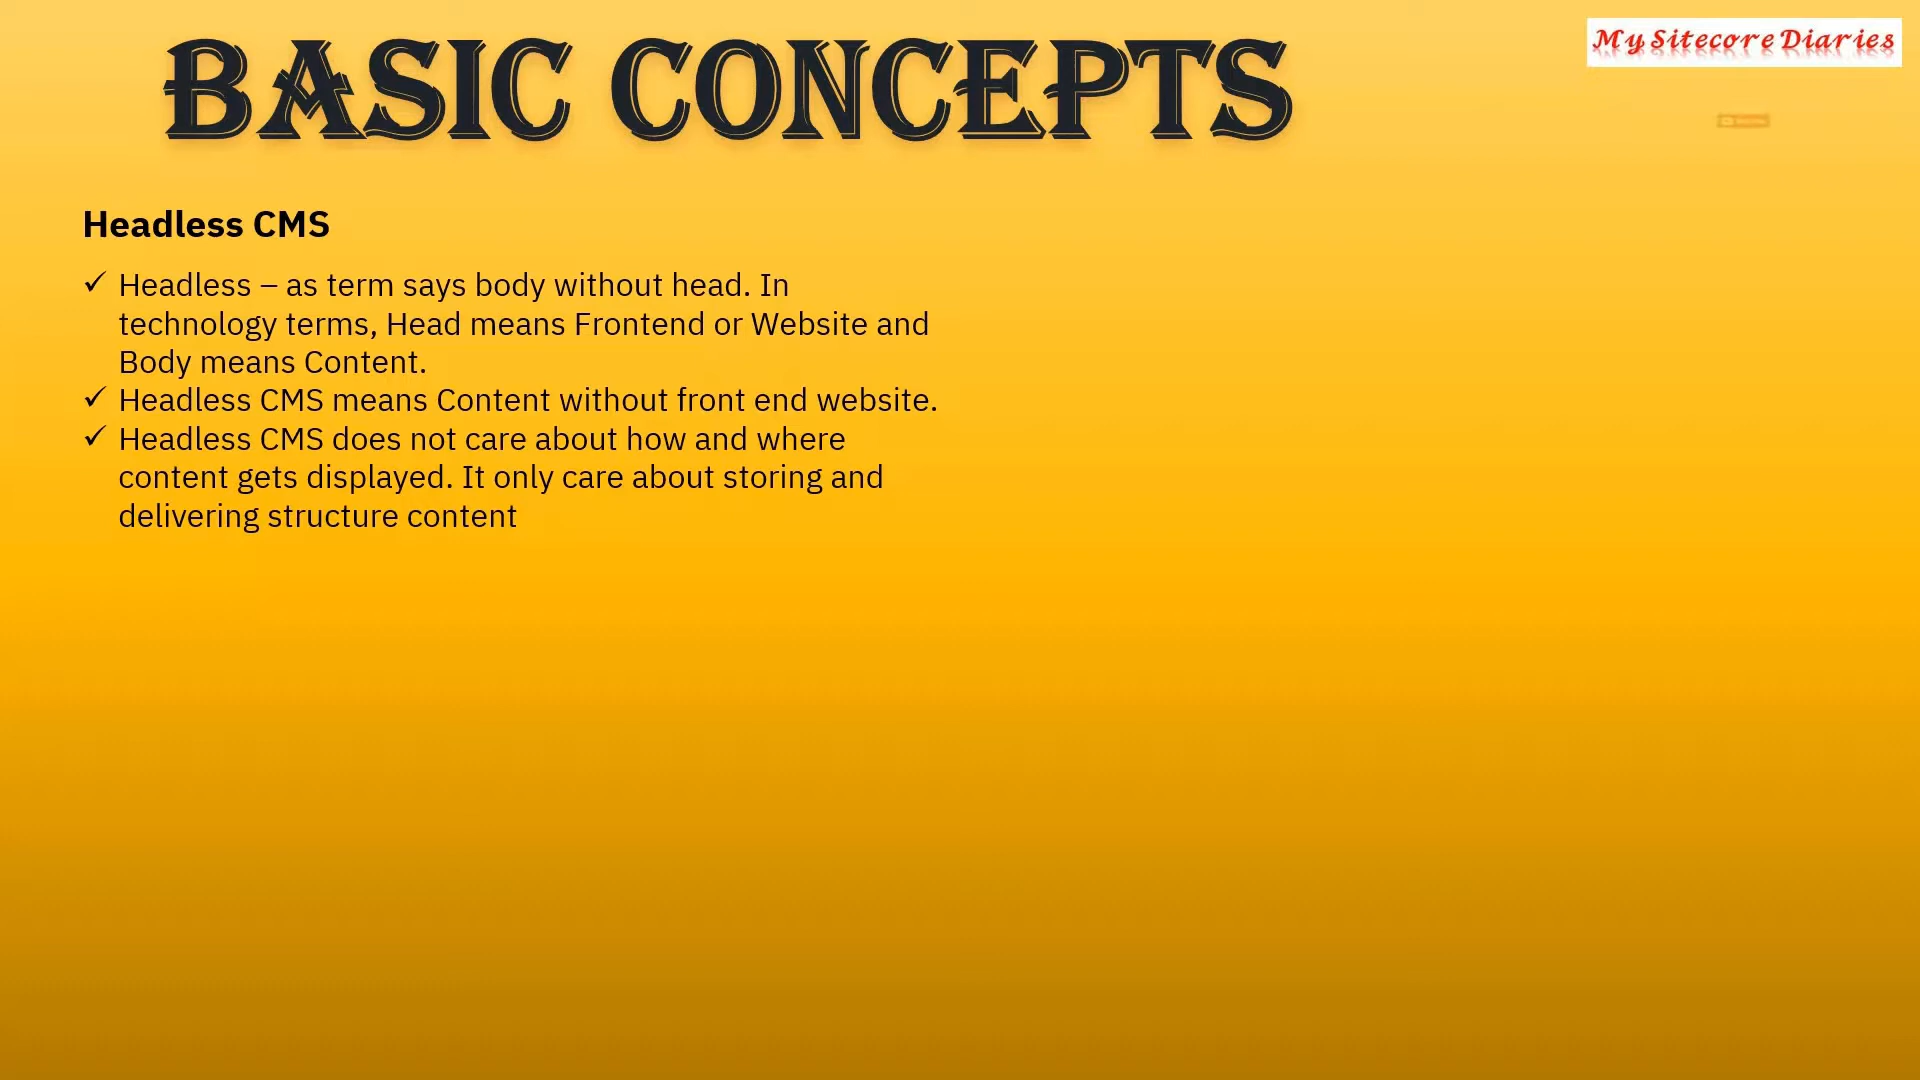 BASIC CONCEPTS
My Sitecore Diaries
Headless CMS
✓ Headless – as term says body without head. In
technology terms, Head means Frontend or Website and
Body means Content.
✓ Headless CMS means Content without front end website.
✓ Headless CMS does not care about how and where
content gets displayed. It only care about storing and
delivering structure content